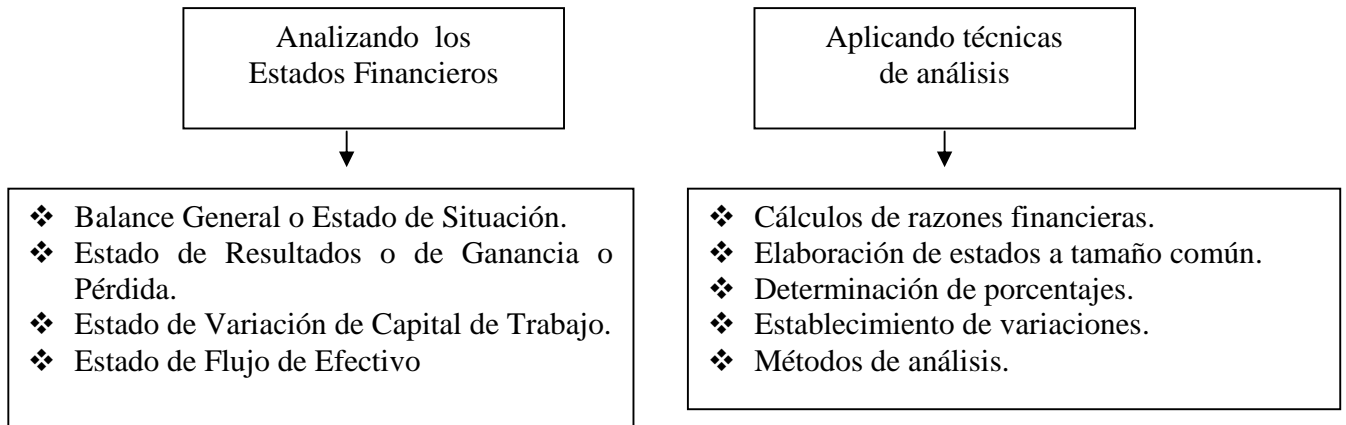 Analizando los
Estados Financieros
Aplicando técnicas
de análisis
❖ Balance General o Estado de Situación.
❖ Estado de Resultados o de Ganancia o
Pérdida.
❖ Estado de Variación de Capital de Trabajo.
❖ Estado de Flujo de Efectivo
❖ Cálculos de razones financieras.
❖ Elaboración de estados a tamaño común.
❖ Determinación de porcentajes.
❖ Establecimiento de variaciones.
❖ Métodos de análisis.